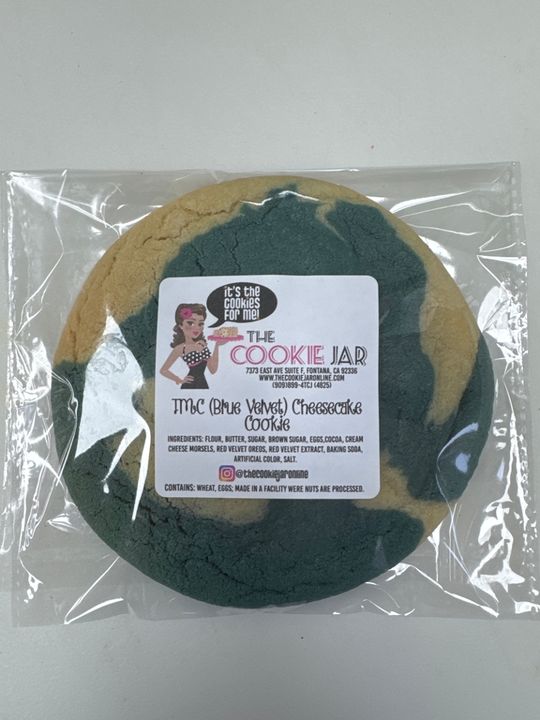 it's the
cookies
for me!
THE
COOKIE JAR
7373 EAST AVE SUITE F, FONTANA, CA 92336
WWW.THECOOKIEJARONLINE.COM
(909)899-4TCJ (4825)
TMC (Blue Velvet) Cheesecake
Cookie
INGREDIENTS: FLOUR, BUTTER, SUGAR, BROWN SUGAR, EGGS,COCOA, CREAM
CHEESE MORSELS, RED VELVET OREOS, RED VELVET EXTRACT, BAKING SODA,
ARTIFICIAL COLOR, SALT.
@thecookiejaronline
CONTAINS: WHEAT, EGGS; MADE IN A FACILITY WERE NUTS ARE PROCESSED.